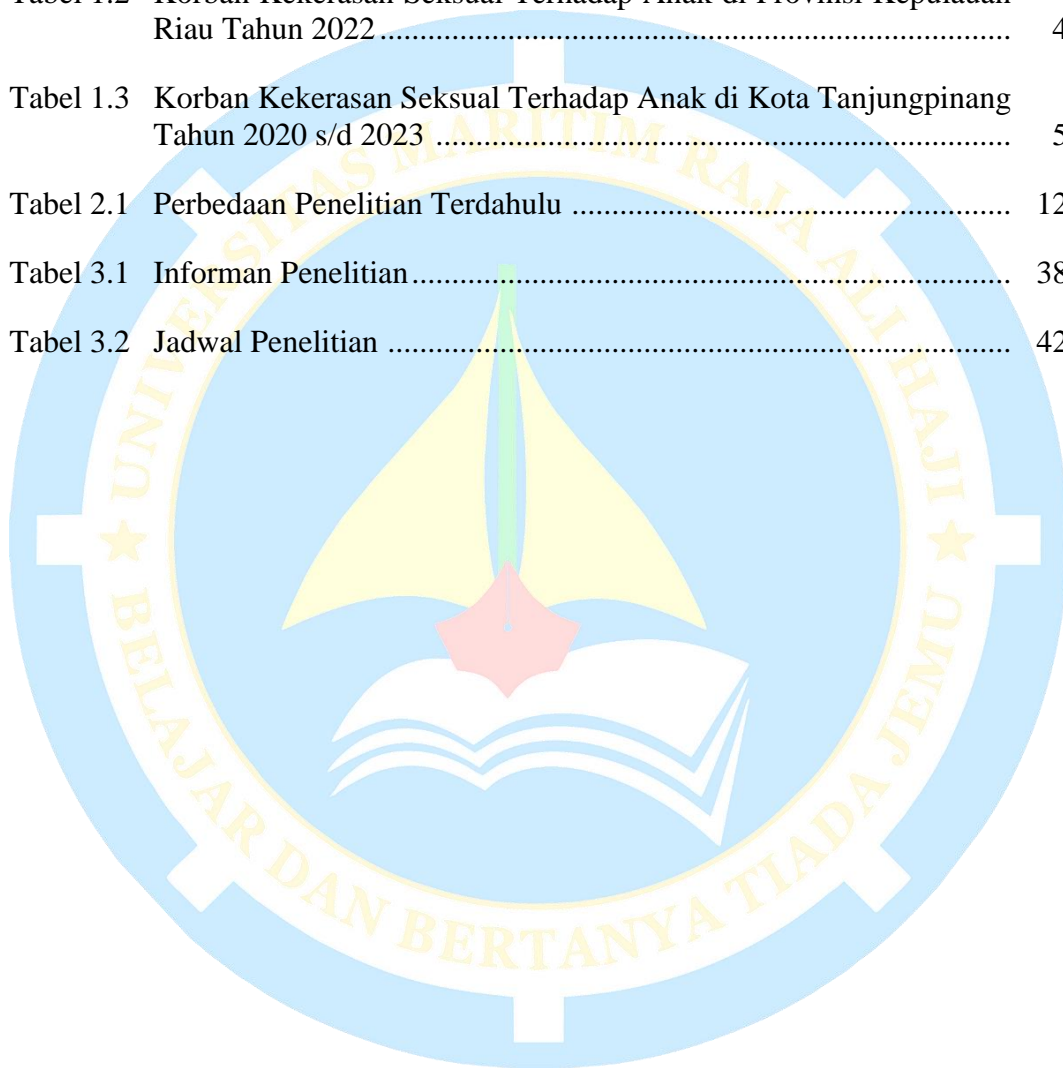 Tabel 1.2 Korban Kekerasan Seksual Terhadap Anak di Provinsi Kepulauan
Riau Tahun 2022 ........................................................................ 4
Tabel 1.3 Korban Kekerasan Seksual Terhadap Anak di Kota Tanjungpinang
Tahun 2020 s/d 2023 ................................................................. 5
Tabel 2.1 Perbedaan Penelitian Terdahulu .................................................. 12
Tabel 3.1 Informan Penelitian .................................................................... 38
Tabel 3.2 Jadwal Penelitian ....................................................................... 42
UNIVERSITAS MARITIM RAJA ALI HAJI
BELAJAR DAN BERTANYA TIADA JEMU